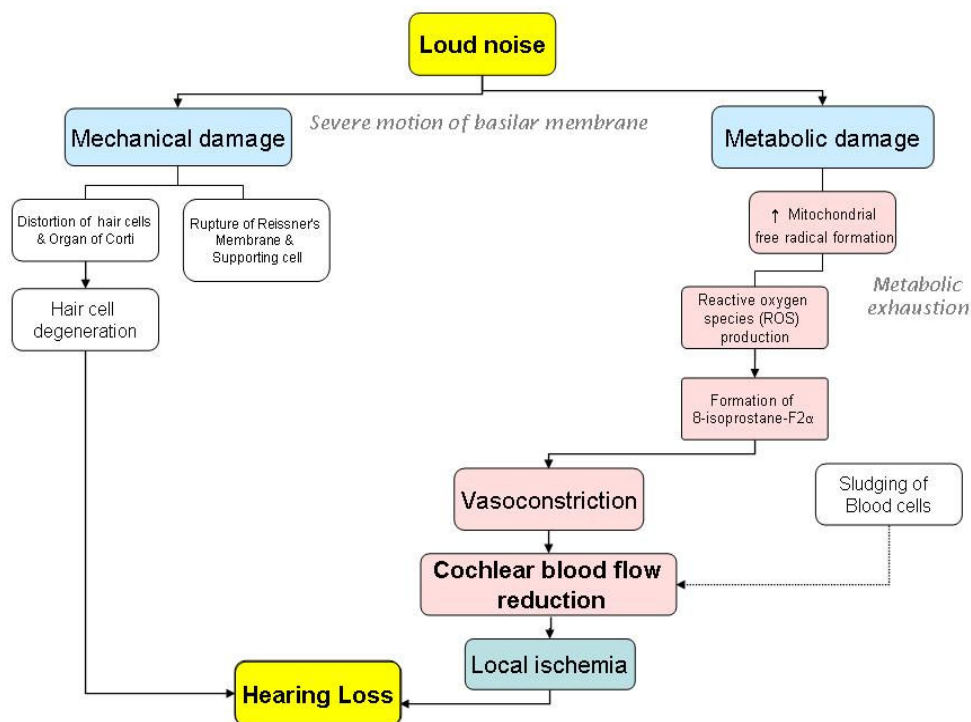 Loud noise
Severe motion of basilar membrane
Mechanical damage
Metabolic damage
Distortion of hair cells
& Organ of Corti
Rupture of Reissner's
Membrane &
Supporting cell
↑ Mitochondrial
free radical formation
Hair cell
degeneration
Metabolic
exhaustion
Reactive oxygen
species (ROS)
production
Formation of
8-isoprostane-F2α
Vasoconstriction
Sludging of
Blood cells
Cochlear blood flow
reduction
Local ischemia
Hearing Loss